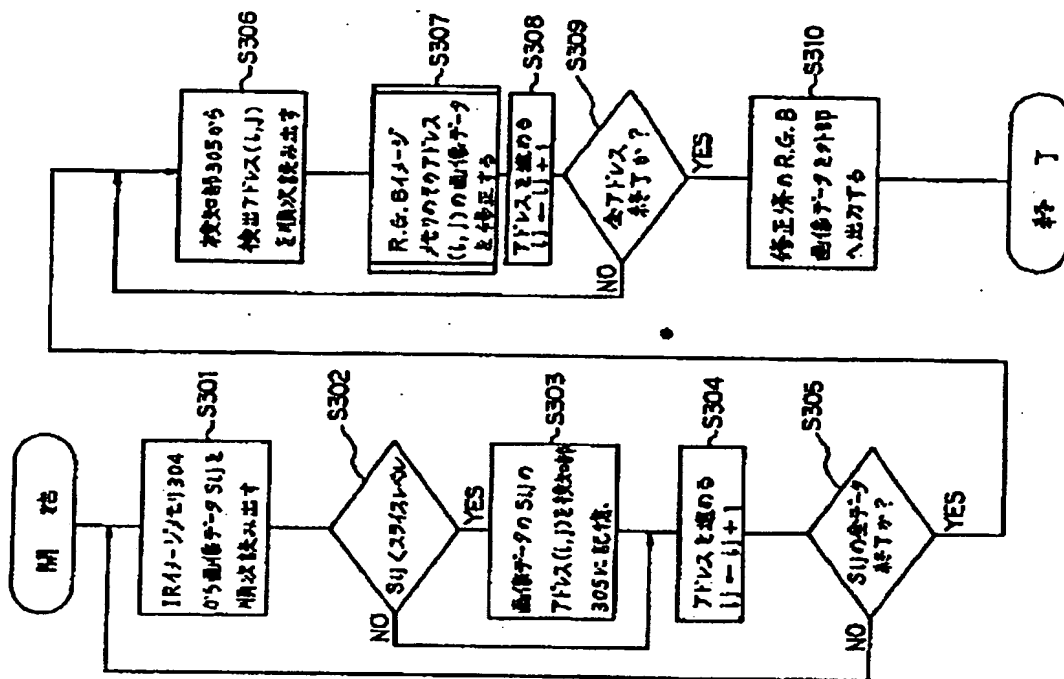 開 始
IRイメージメモリ304
から画像データSijを
順次読み出す
S301
Sij<スライスレベル
S302
YES
NO
画像データのSijの
アドレス(i,j)を検知部
305に記憶
S303
アドレスを進める
ij ― ij + 1
S304
Sijの全データ
終了か?
S305
YES
NO
検知部305から
検出アドレス(i,j)
を順次読み出す
S306
R.G.Bイメージ
メモリのそのアドレス
(i,j)の画像データ
を修正する
S307
アドレスを進める
ij ― ij + 1
S308
全アドレス
終了か?
S309
YES
NO
修正済のR.G.B
画像データを外部
へ出力する
S310
終 了